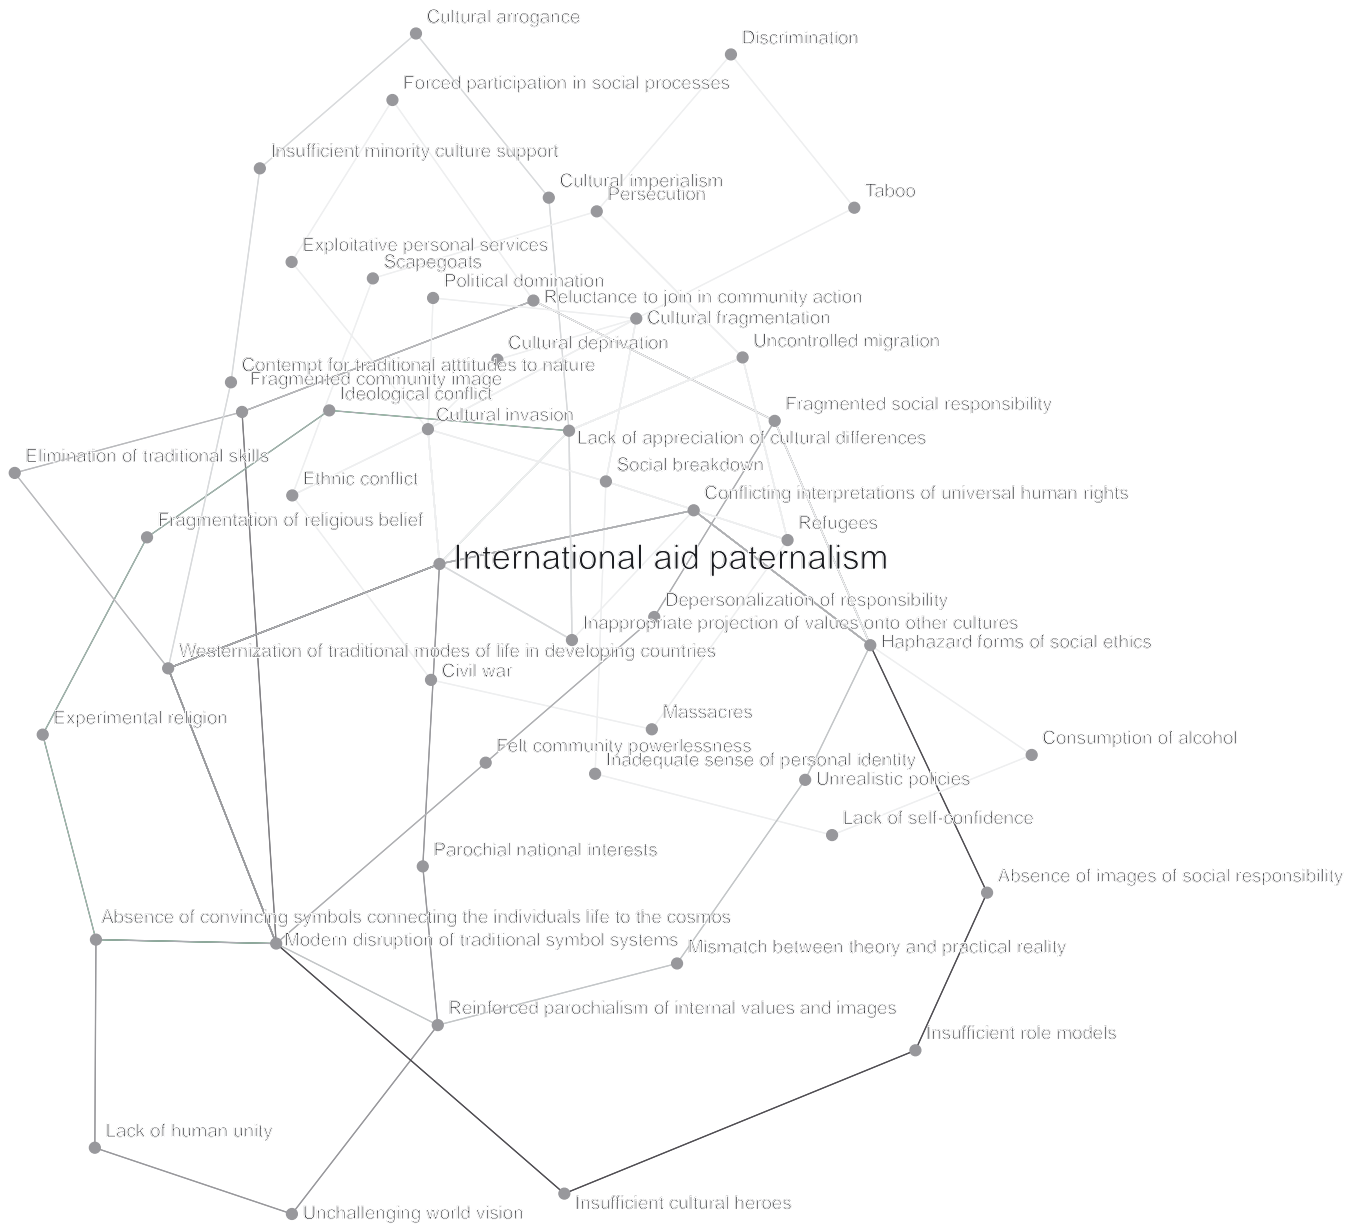 Cultural arrogance
Discrimination
Forced participation in social processes
Insufficient minority culture support
Cultural imperialism
Persecution
Taboo
Exploitative personal services
Scapegoats
Political domination
Reluctance to join in community action
Cultural fragmentation
Cultural deprivation
Uncontrolled migration
Contempt for traditional atttitudes to nature
Fragmented community image
Ideological conflict
Fragmented social responsibility
Cultural invasion
Lack of appreciation of cultural differences
Elimination of traditional skills
Social breakdown
Ethnic conflict
Conflicting interpretations of universal human rights
Fragmentation of religious belief
Refugees
International aid paternalism
Depersonalization of responsibility
Inappropriate projection of values onto other cultures
Haphazard forms of social ethics
Westernization of traditional modes of life in developing countries
Civil war
Massacres
Experimental religion
Consumption of alcohol
Felt community powerlessness
Inadequate sense of personal identity
Unrealistic policies
Lack of self-confidence
Parochial national interests
Absence of images of social responsibility
Absence of convincing symbols connecting the individuals life to the cosmos
Modern disruption of traditional symbol systems
Mismatch between theory and practical reality
Reinforced parochialism of internal values and images
Insufficient role models
Lack of human unity
Insufficient cultural heroes
Unchallenging world vision